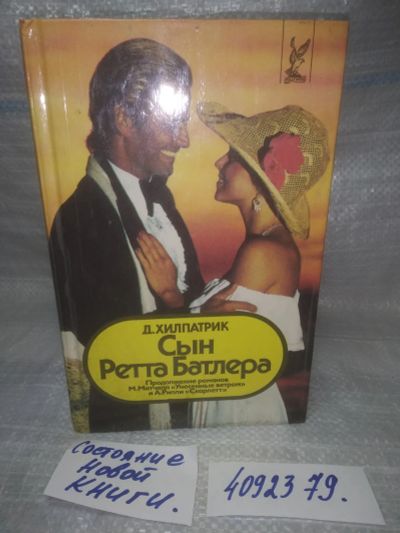 Д. ХИЛПАТРИК
Сын
Ретта Батлера
Продолжение романов
М. Митчелл «Унесенные ветром»
и А. Рипли «Скарлетт»
Состояние
новой
книги.
4092379.